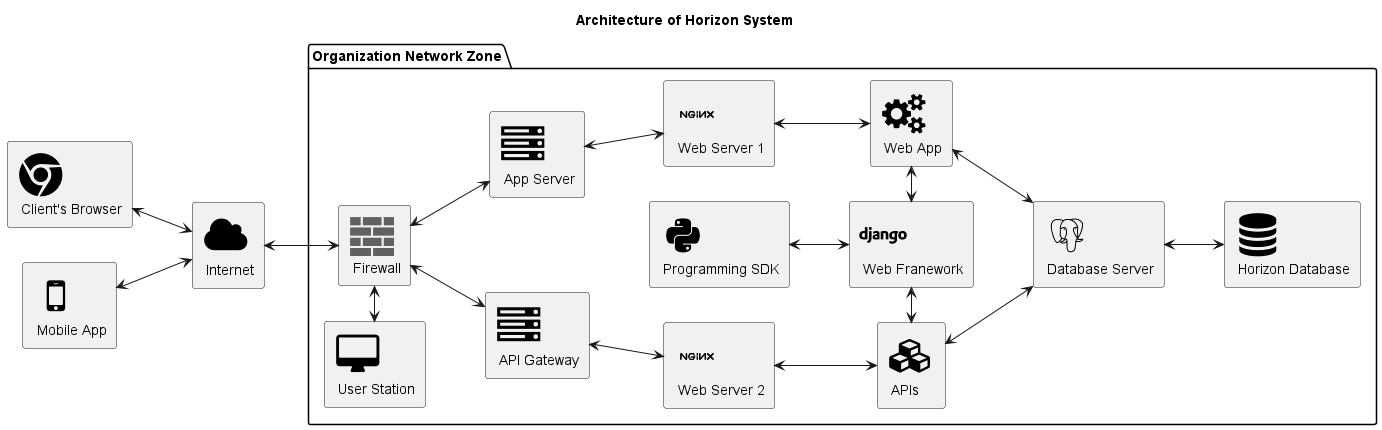 Architecture of Horizon System
Organization Network Zone
Client's Browser
Mobile App
Internet
Firewall
User Station
App Server
API Gateway
NGINX
Web Server 1
Programming SDK
NGINX
Web Server 2
Web App
django
Web Franework
APIs
Database Server
Horizon Database